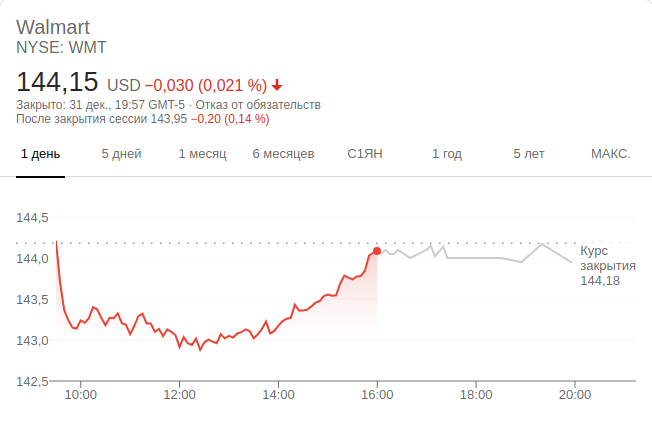 Walmart
NYSE: WMT
144,15 USD −0,030 (0,021 %)
Закрыто: 31 дек., 19:57 GMT-5 · Отказ от обязательств
После закрытия сессии 143,95 −0,20 (0,14 %)
1 день 5 дней 1 месяц 6 месяцев С1ЯН 1 год 5 лет МАКС.
144,5
144,0
143,5
143,0
142,5
Курс
закрытия
144,18
10:00 12:00 14:00 16:00 18:00 20:00